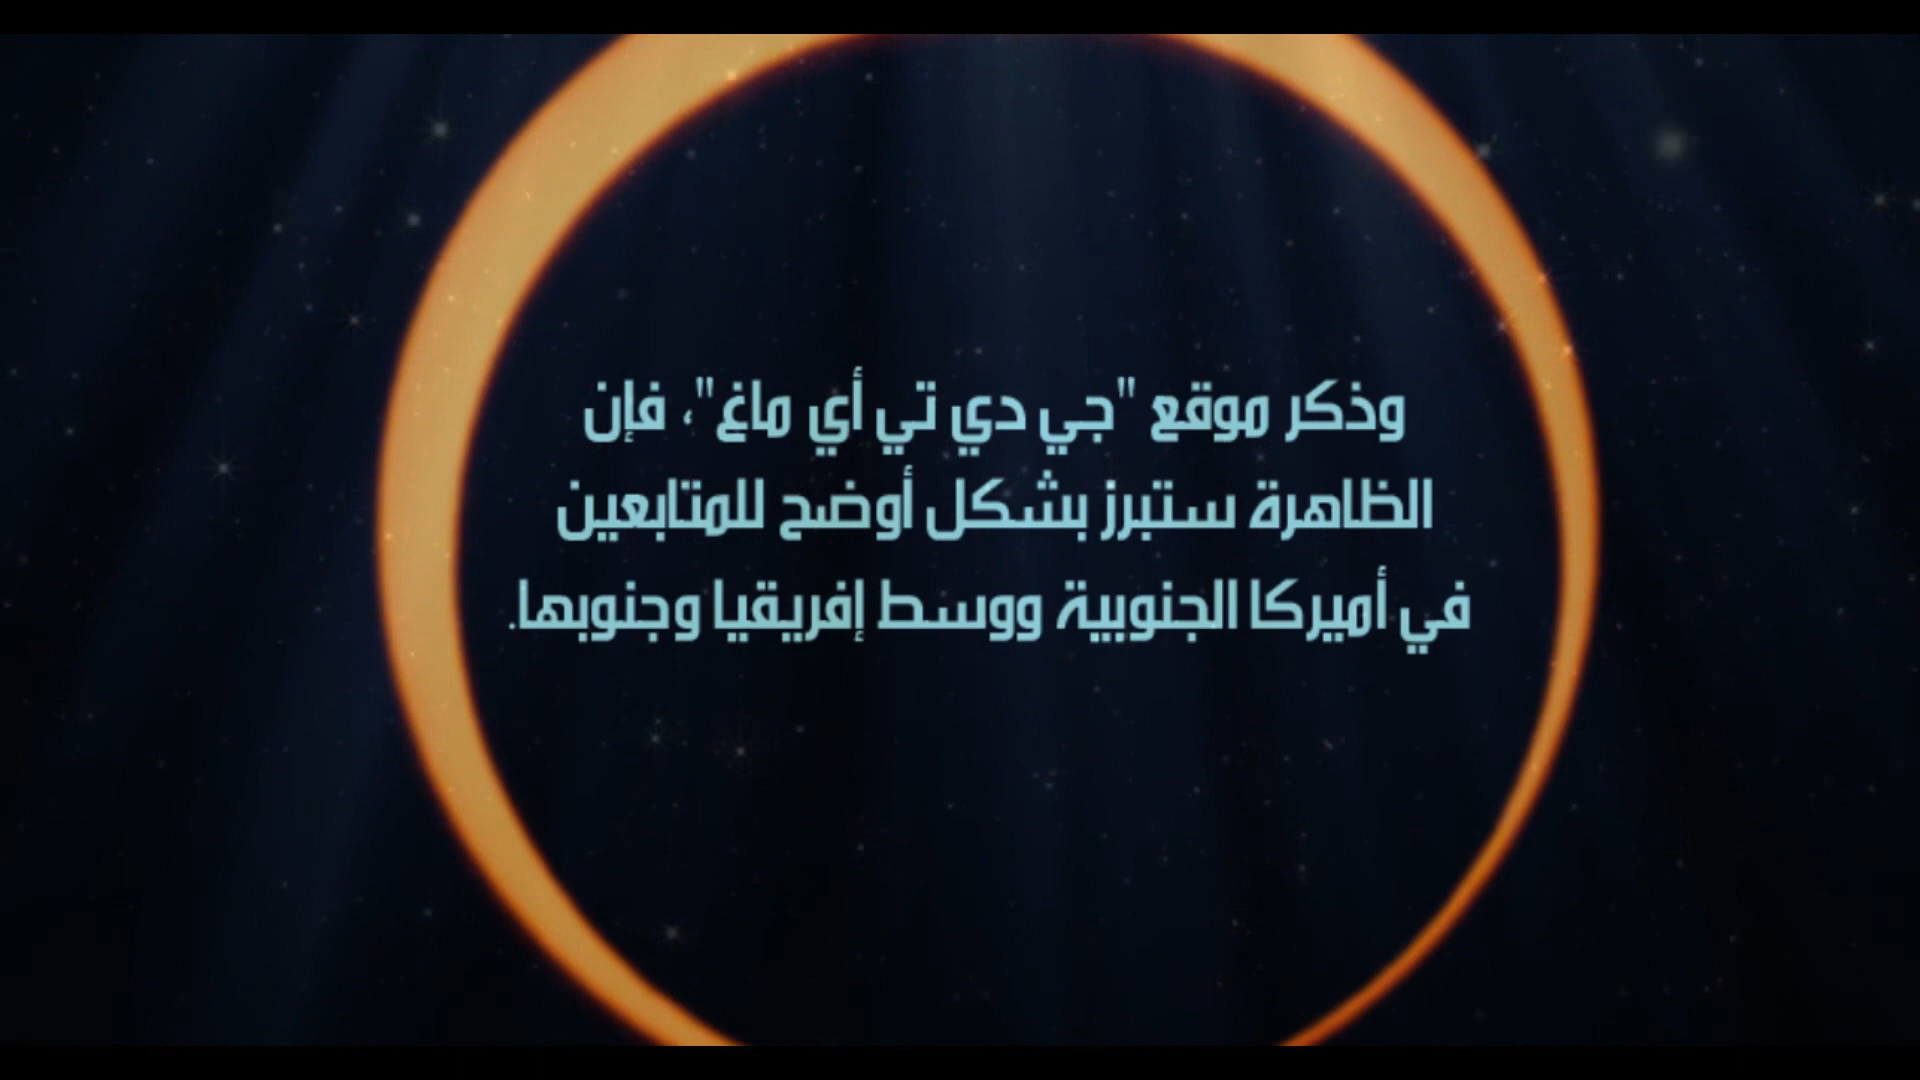 وذكر موقع "جي دي تي أي ماغ"، فإن
الظاهرة ستبرز بشكل أوضح للمتابعين
في أميركا الجنوبية ووسط إفريقيا وجنوبها.